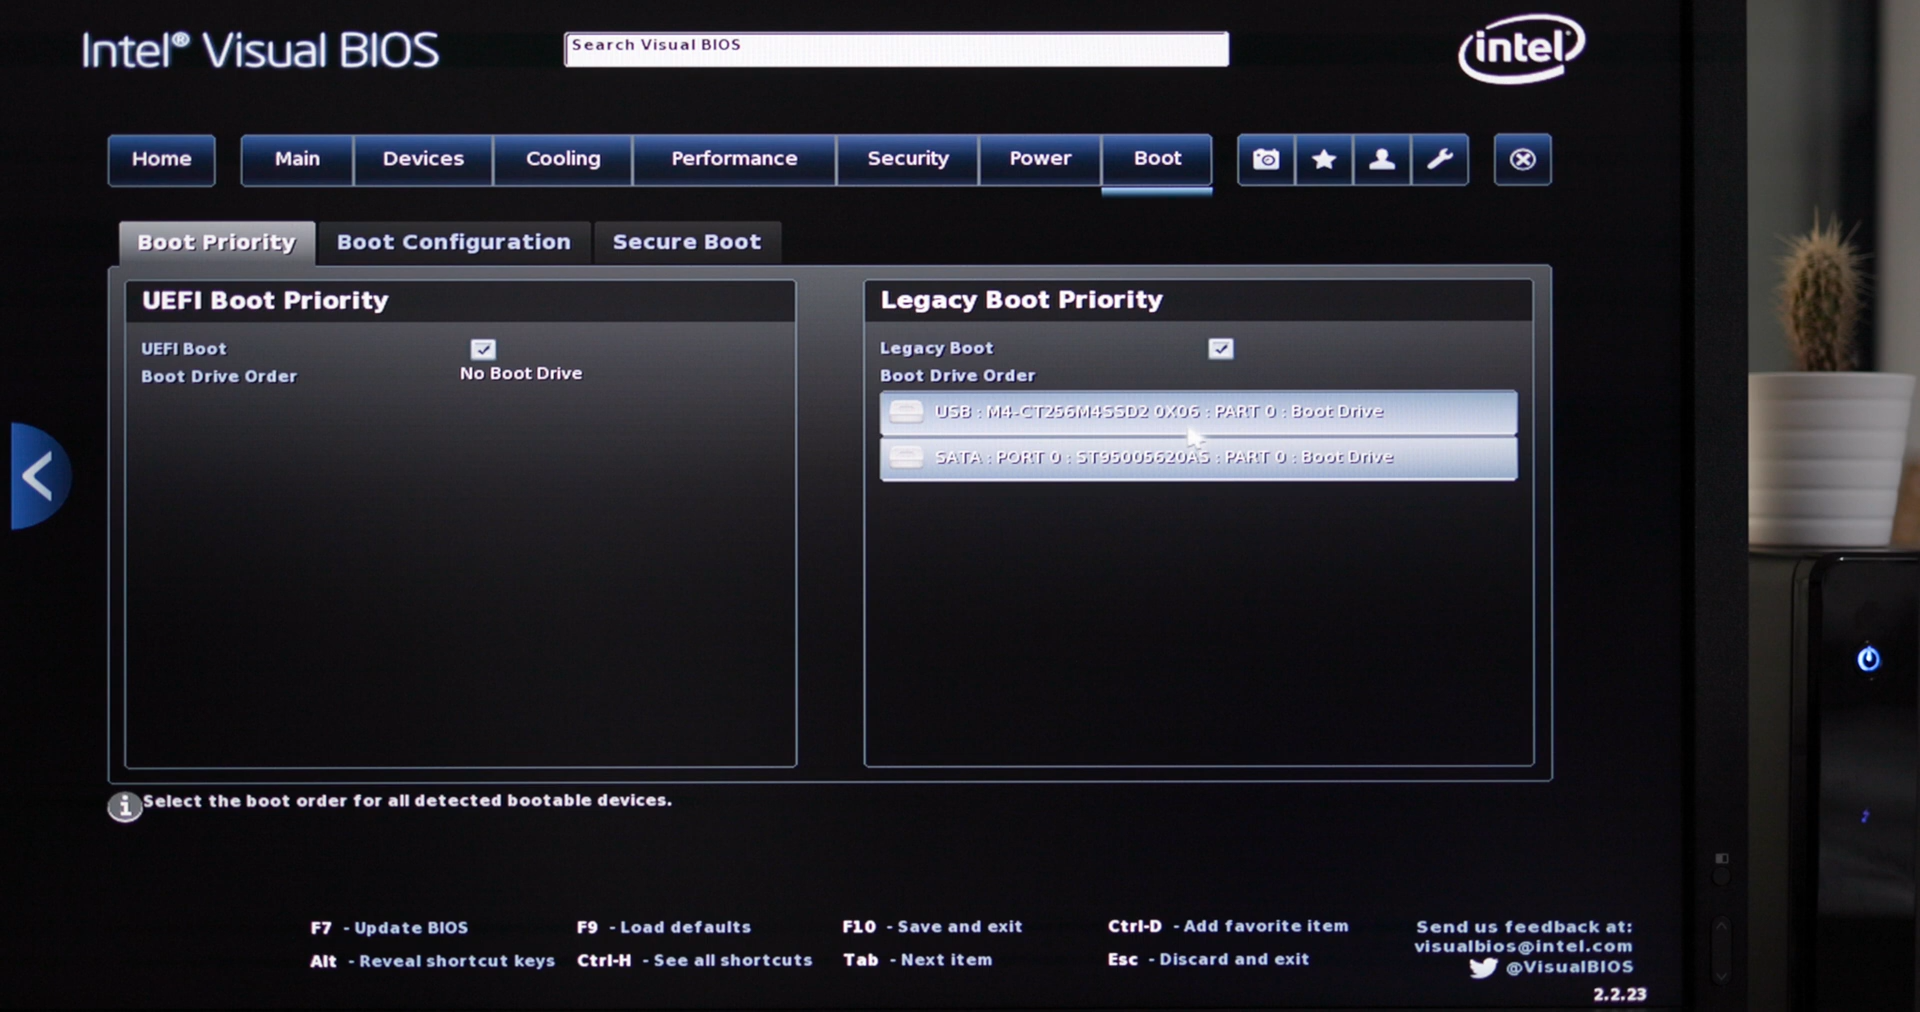 Intel® Visual BIOS
Search Visual BIOS
intel
Home
Main
Devices
Cooling
Performance
Security
Power
Boot
Boot Priority
Boot Configuration
Secure Boot
UEFI Boot Priority
UEFI Boot
Boot Drive Order
No Boot Drive
Legacy Boot Priority
Legacy Boot
Boot Drive Order
USB : M4-CT256M4SSD2 0X06 : PART 0 : Boot Drive
SATA : PORT 0 : ST95005620AS : PART 0 : Boot Drive
Select the boot order for all detected bootable devices.
F7 - Update BIOS
F9 - Load defaults
F10 - Save and exit
Ctrl-D - Add favorite item
Alt - Reveal shortcut keys
Ctrl-H - See all shortcuts
Tab - Next item
Esc - Discard and exit
Send us feedback at:
visualbios@intel.com
@VisualBIOS
2.2.23